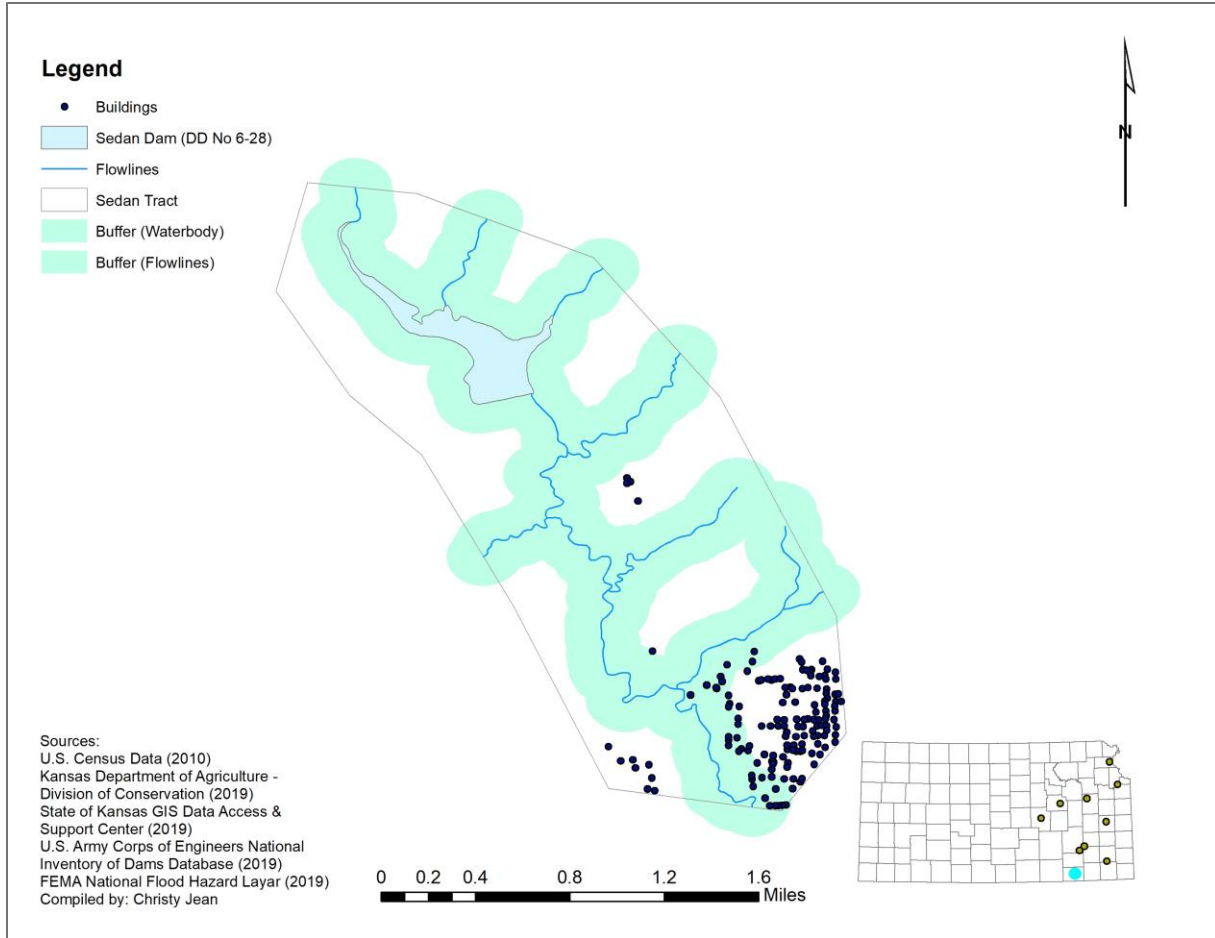 Legend
Buildings
Sedan Dam (DD No 6-28)
Flowlines
Sedan Tract
Buffer (Waterbody)
Buffer (Flowlines)
N
Sources:
U.S. Census Data (2010)
Kansas Department of Agriculture -
Division of Conservation (2019)
State of Kansas GIS Data Access &
Support Center (2019)
U.S. Army Corps of Engineers National
Inventory of Dams Database (2019)
FEMA National Flood Hazard Layar (2019)
Compiled by: Christy Jean
0 0.2 0.4 0.8 1.2 1.6
Miles